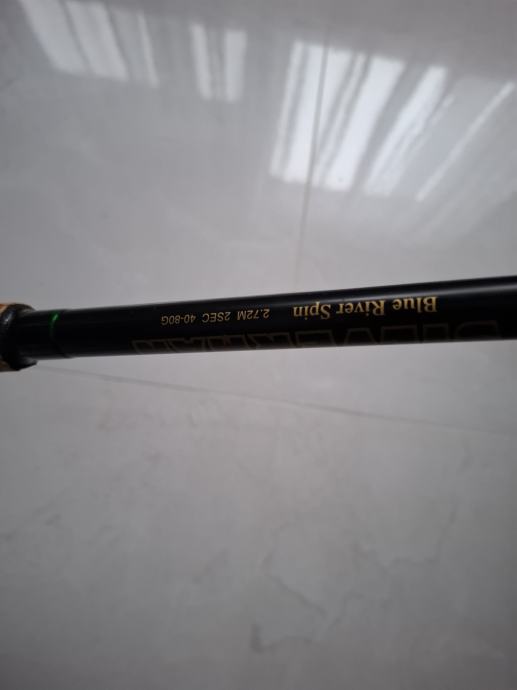 Blue River Spin
2.72M 2SEC 40-80G